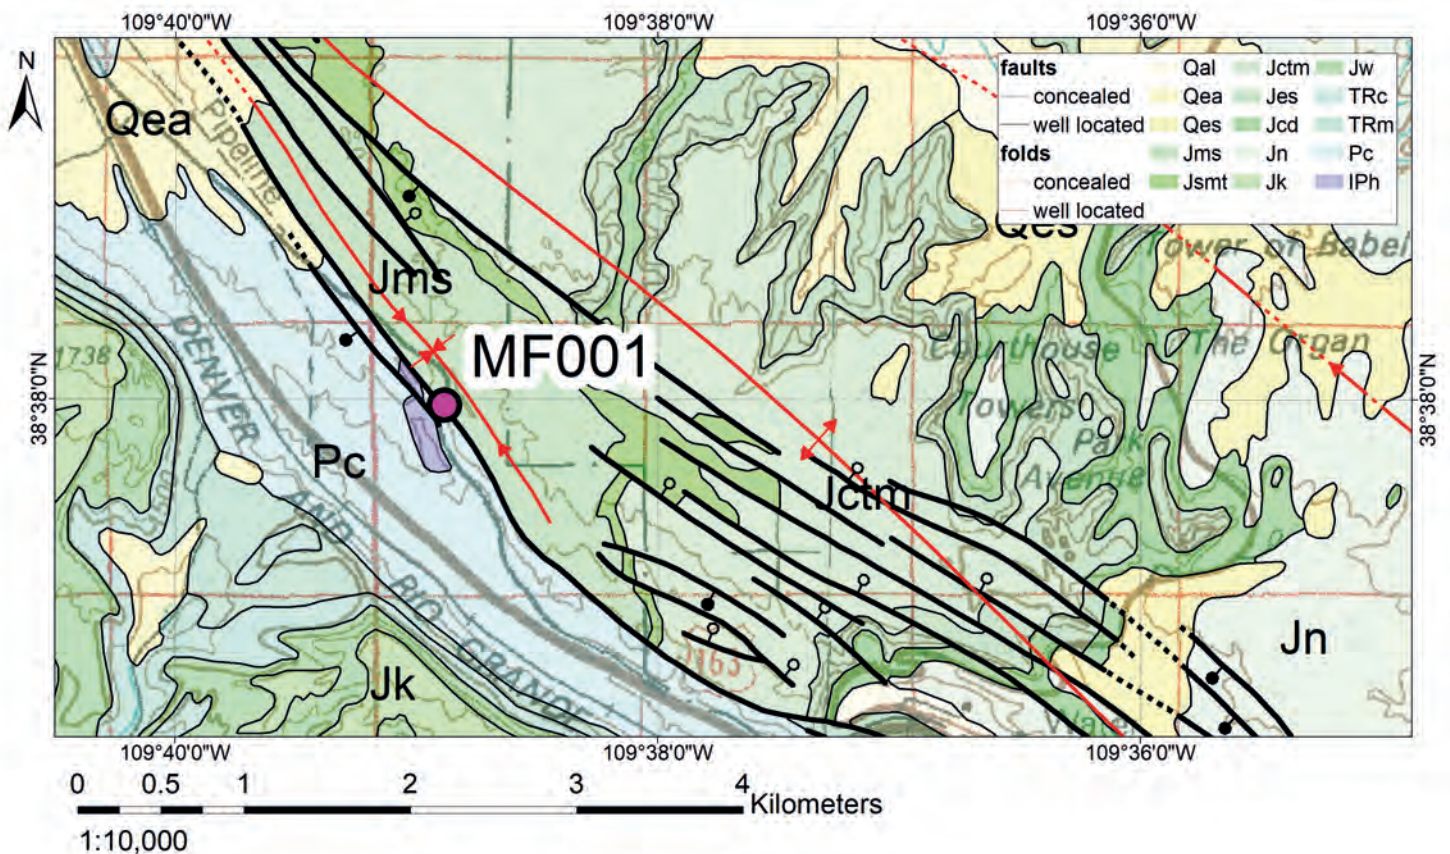 109°40'0"W 109°38'0"W 109°36'0"W
N
faults
concealed
well located
folds
concealed
well located
Qal Jctm Jw
Qea Jes TRc
Qes Jcd TRm
Jms Jn Pc
Jsmt Jk IPh
Qea
Pipeline
Qes
Tower of Babel
Jms
MF001
The Organ
Courthouse
Towers
Park
Avenue
1738
38°38'0"N
38°38'0"N
DENVER
AND
RIO
GRANDE
Pc
Jctm
Jn
Jk
1163
109°40'0"W 109°38'0"W 109°36'0"W
0 0.5 1 2 3 4
Kilometers
1:10,000